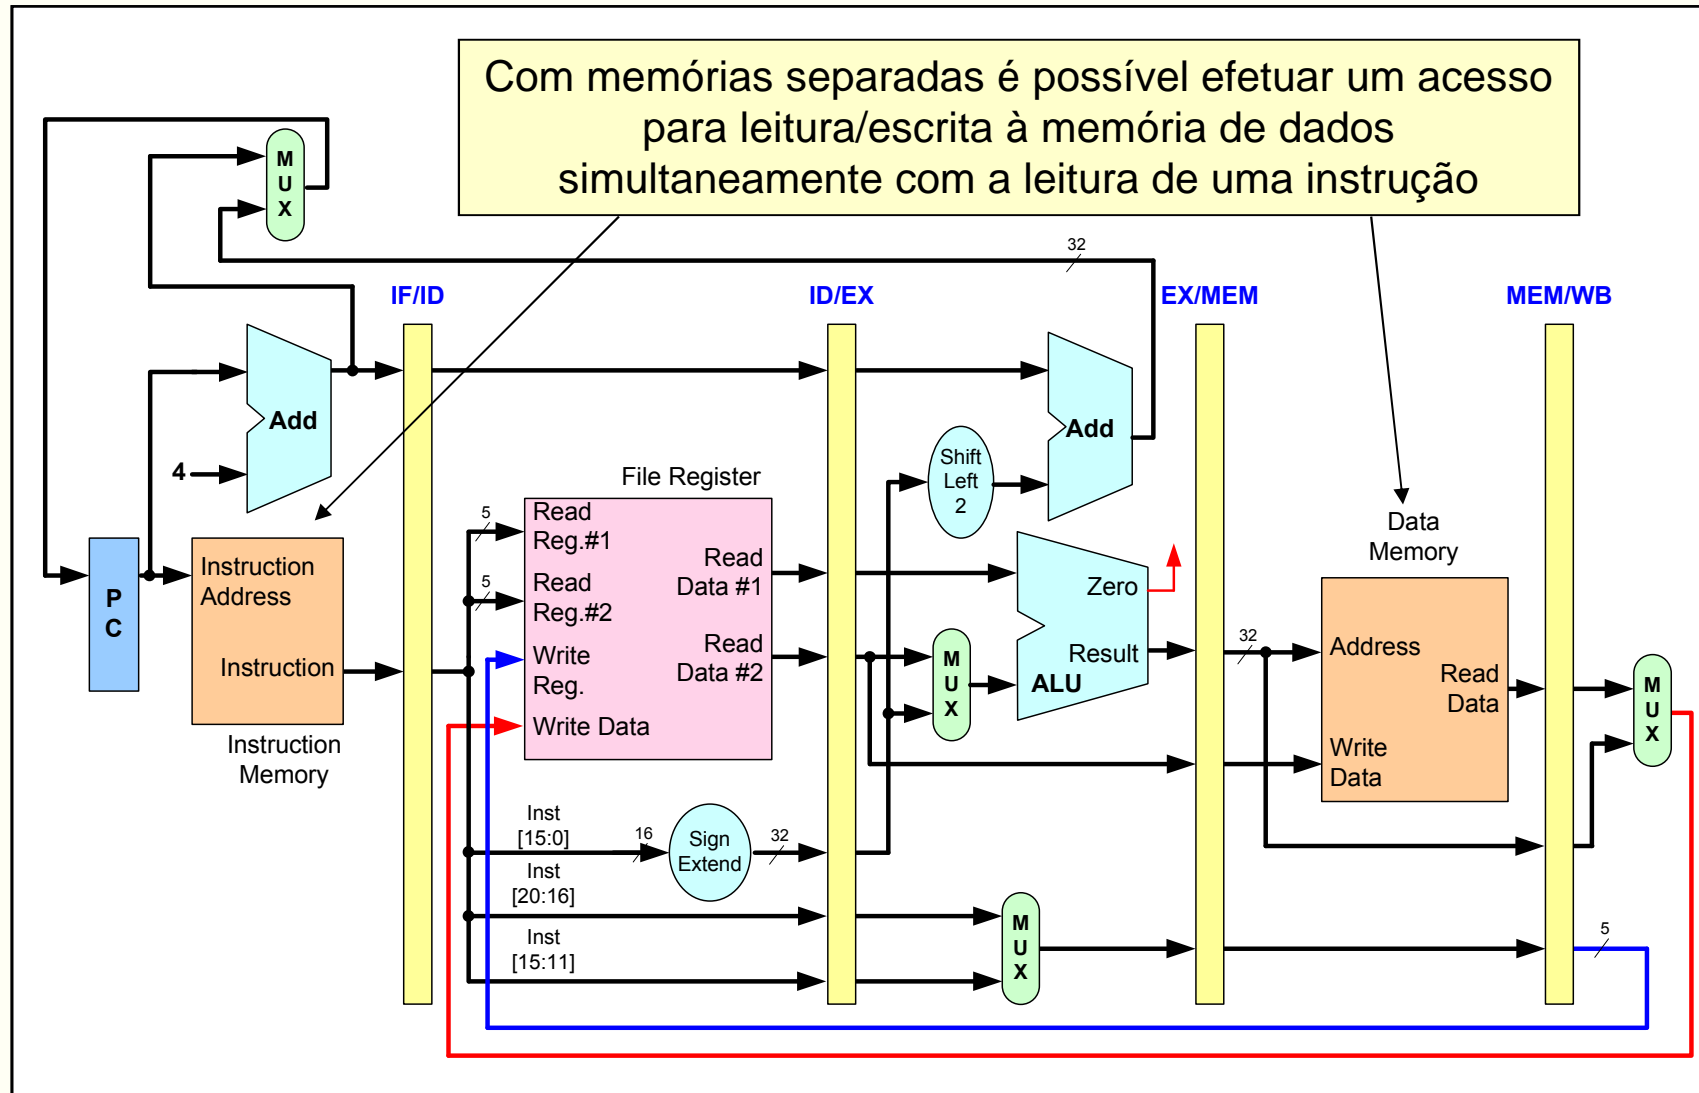 Com memórias separadas é possível efetuar um acesso
para leitura/escrita à memória de dados
simultaneamente com a leitura de uma instrução
M
U
X
32
IF/ID
ID/EX
EX/MEM
MEM/WB
Add
4
Add
Shift
Left
2
File Register
Data
Memory
P
C
Instruction
Address
Instruction
Instruction
Memory
5
Read
Reg.#1
5
Read
Reg.#2
Write
Reg.
Write Data
Read
Data #1
Read
Data #2
M
U
X
Zero
Result
ALU
32
Address
Read
Data
Write
Data
M
U
X
Inst
[15:0]
16
Sign
Extend
32
Inst
[20:16]
Inst
[15:11]
M
U
X
5